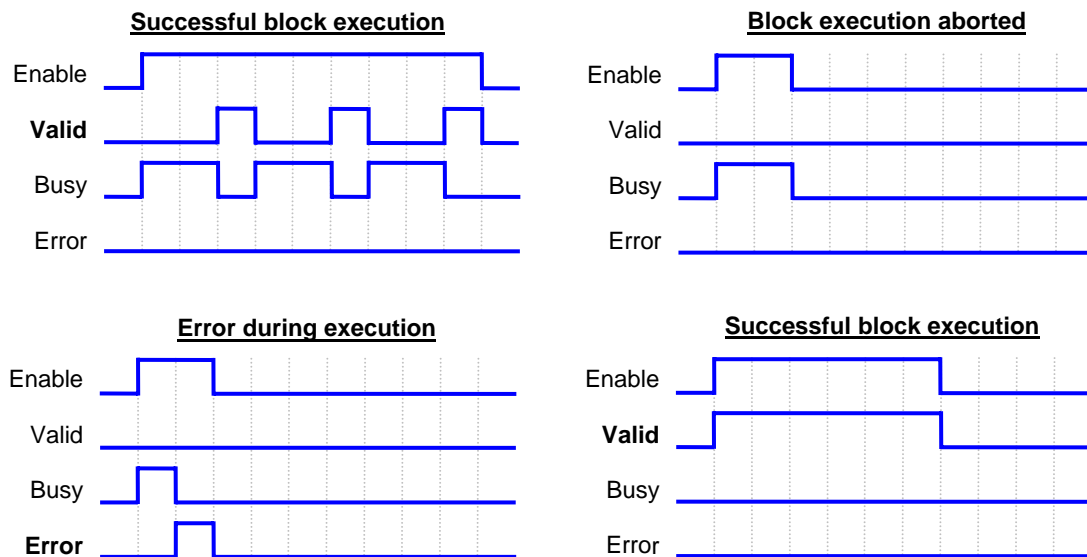 Successful block execution
Enable
Valid
Busy
Error
Block execution aborted
Enable
Valid
Busy
Error
Error during execution
Enable
Valid
Busy
Error
Successful block execution
Enable
Valid
Busy
Error